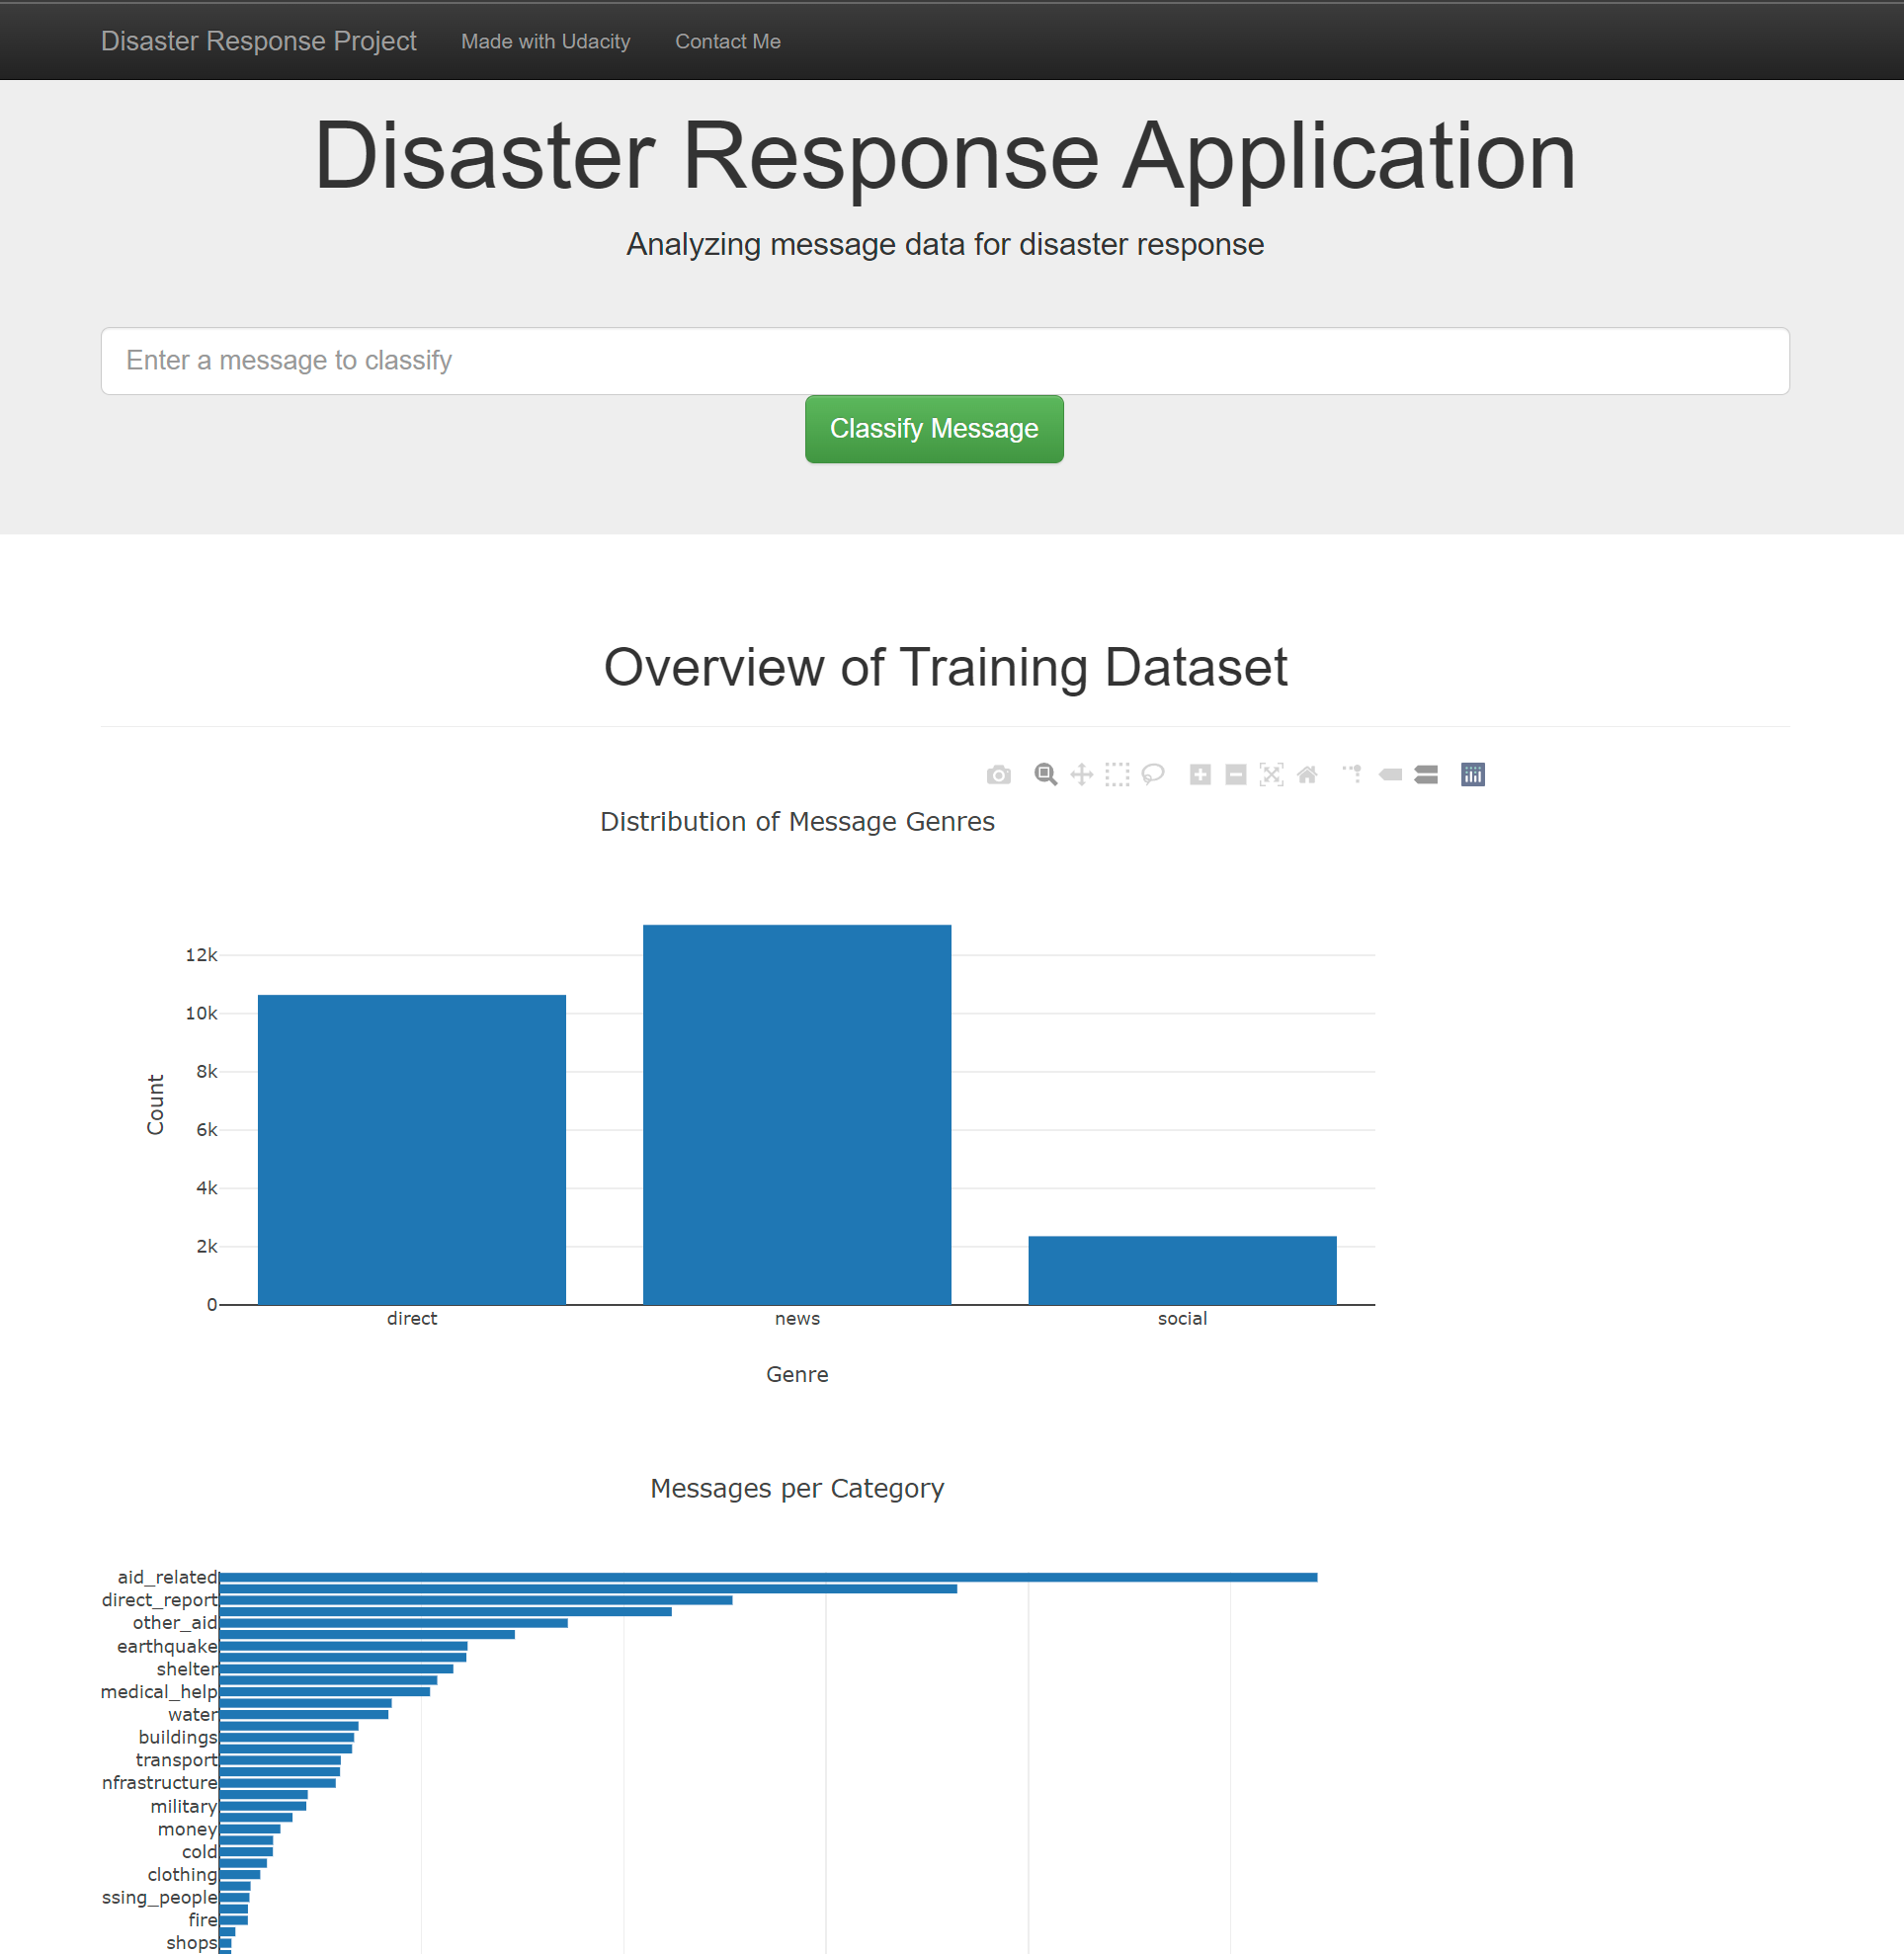 Disaster Response Project Made with Udacity Contact Me
Disaster Response Application
Analyzing message data for disaster response
Enter a message to classify
Classify Message
Overview of Training Dataset
Distribution of Message Genres
12k
10k
8k
6k
4k
2k
0
Count
direct news social
Genre
Messages per Category
aid_related
direct_report
other_aid
earthquake
shelter
medical_help
water
buildings
transport
nfrastructure
military
money
cold
clothing
ssing_people
fire
shops